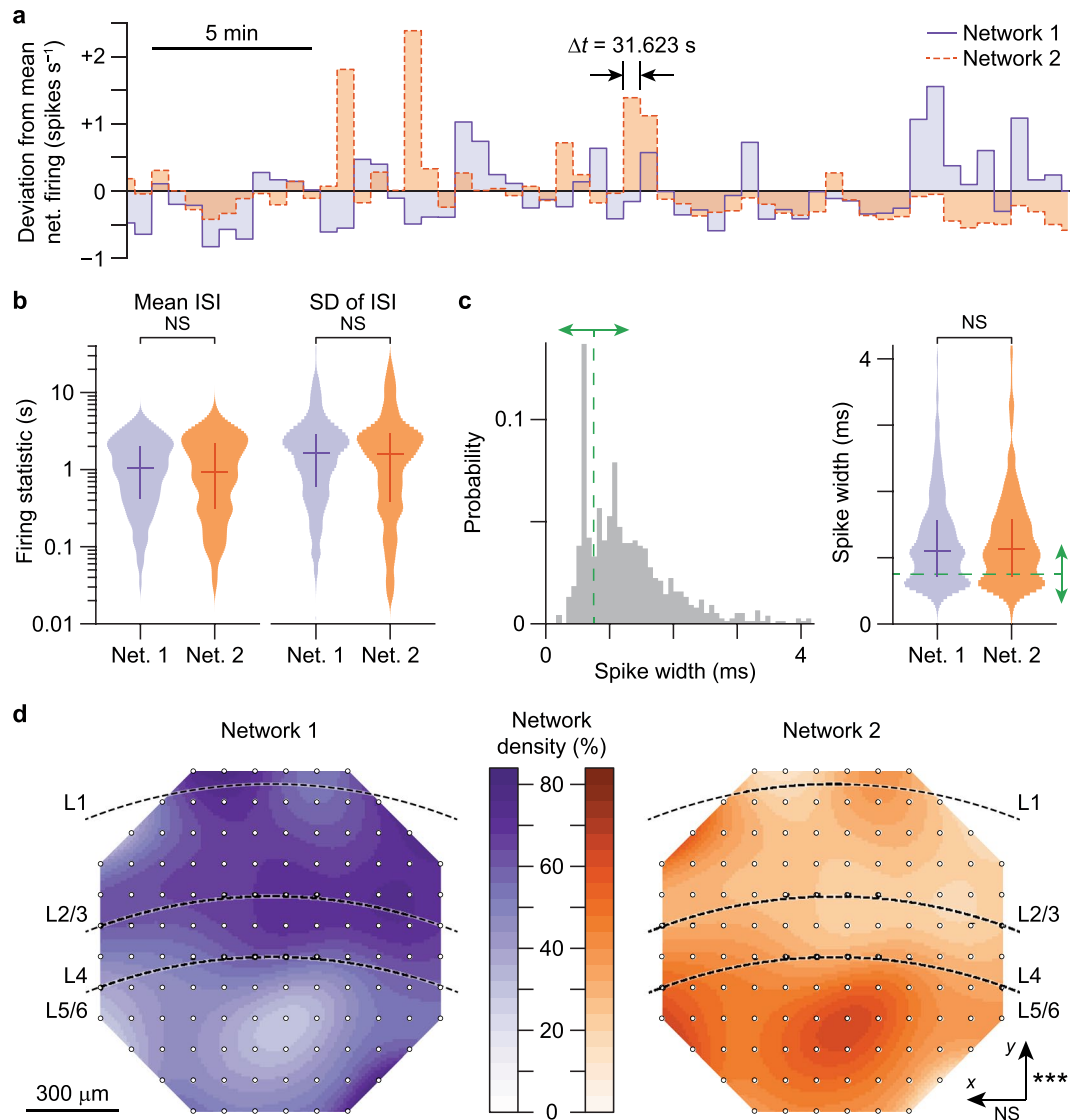 a
5 min
Δt = 31.623 s
Network 1
Network 2
Deviation from mean
net. firing (spikes s⁻¹)
+2
+1
0
−1
b
Mean ISI
SD of ISI
NS
NS
Firing statistic (s)
10
1
0.1
0.01
Net. 1
Net. 2
Net. 1
Net. 2
c
Probability
0.1
0
0
2
4
Spike width (ms)
NS
Spike width (ms)
4
0
Net. 1
Net. 2
d
Network 1
Network
density (%)
Network 2
L1
L2/3
L4
L5/6
300 μm
80
60
40
20
0
L1
L2/3
L4
L5/6
y
x
NS
***